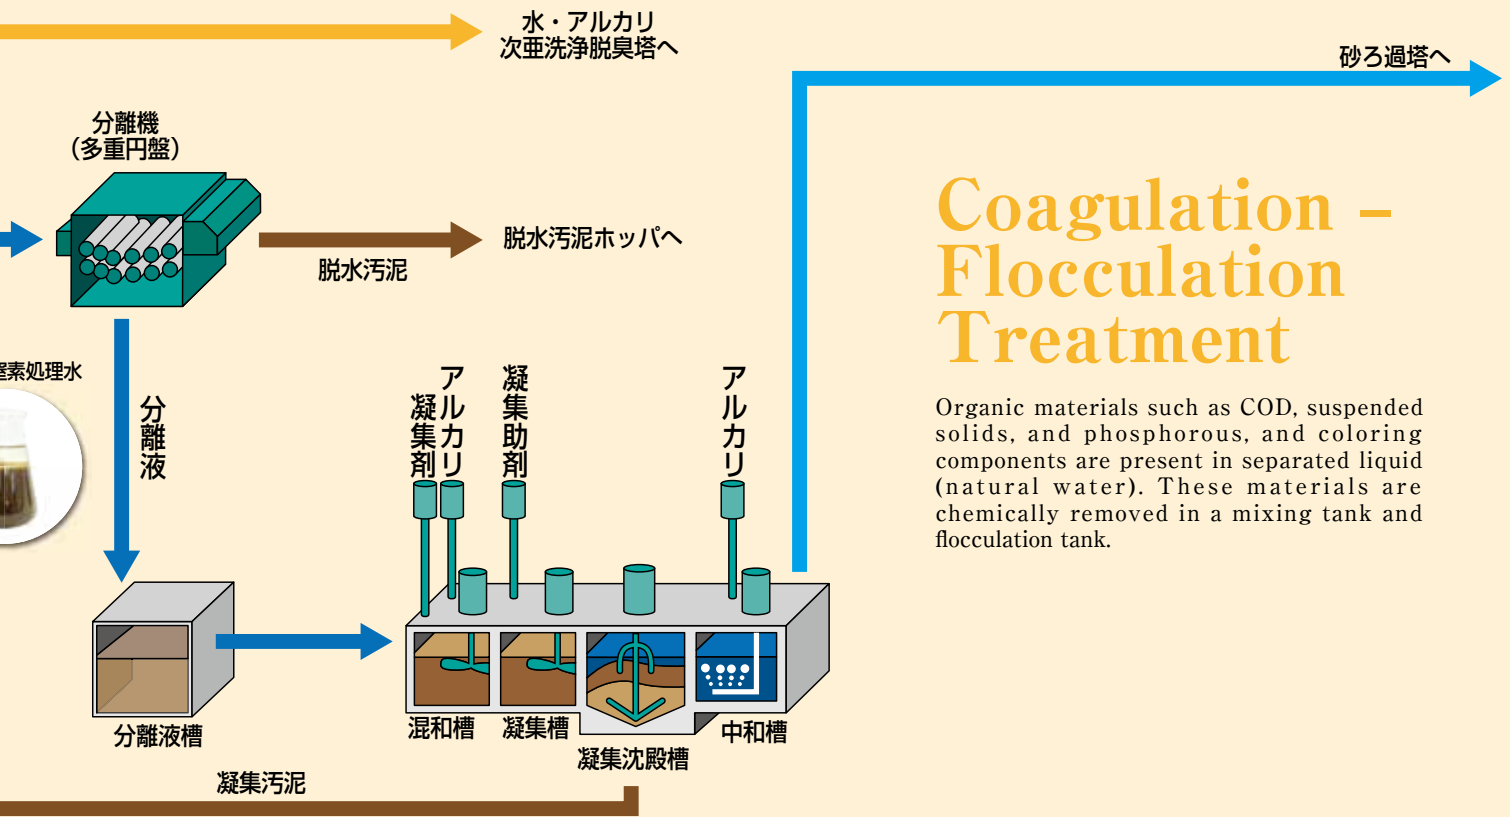 水・アルカリ
次亜洗浄脱臭塔へ
砂ろ過塔へ
分離機
（多重円盤）
脱水汚泥ホッパへ
脱水汚泥
Coagulation –
Flocculation
Treatment
Organic materials such as COD, suspended
solids, and phosphorous, and coloring
components are present in separated liquid
(natural water). These materials are
chemically removed in a mixing tank and
flocculation tank.
素処理水
分離液
凝集剤
アルカリ
凝集助剤
アルカリ
分離液槽
混和槽
凝集槽
凝集沈殿槽
中和槽
凝集汚泥